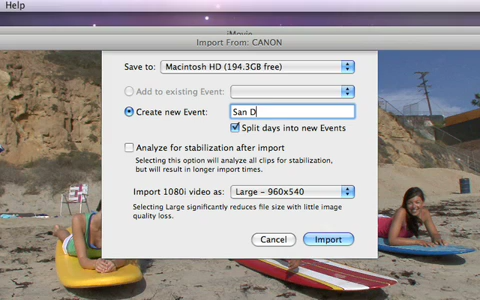 Help
iMovie
Import From: CANON
Save to: Macintosh HD (194.3GB free)
Add to existing Event:
Create new Event: San D
Split days into new Events
Analyze for stabilization after import
Selecting this option will analyze all clips for stabilization,
but will result in longer import times.
Import 1080i video as: Large - 960x540
Selecting Large significantly reduces file size with little image
quality loss.
Cancel Import